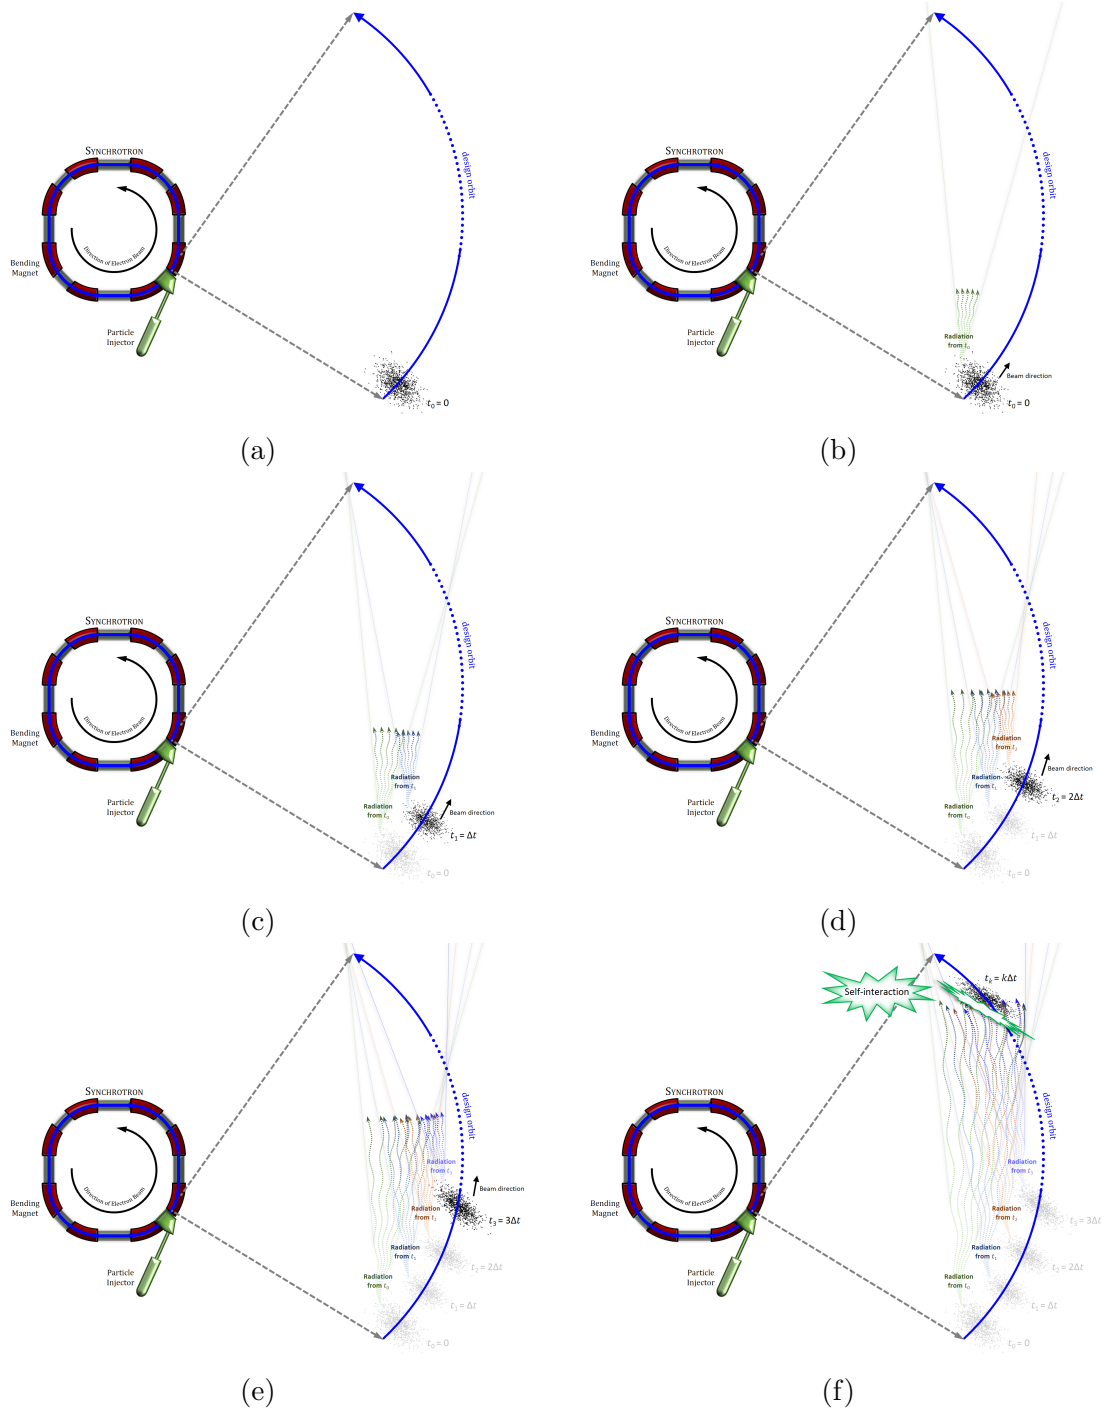 SYNCHROTRON
design orbit
Direction of Electron Beam
Bending
Magnet
Particle
Injector
t₀ = 0
(a)
SYNCHROTRON
design orbit
Direction of Electron Beam
Bending
Magnet
Particle
Injector
Radiation
from t₀
Beam direction
t₀ = 0
(b)
SYNCHROTRON
design orbit
Direction of Electron Beam
Bending
Magnet
Particle
Injector
Radiation
from t₁
Radiation
from t₀
Beam direction
t₁ = Δt
t₀ = 0
(c)
SYNCHROTRON
design orbit
Direction of Electron Beam
Bending
Magnet
Particle
Injector
Radiation
from t₂
Beam direction
Radiation
from t₁
t₂ = 2Δt
Radiation
from t₀
t₁ = Δt
t₀ = 0
(d)
SYNCHROTRON
design orbit
Direction of Electron Beam
Bending
Magnet
Particle
Injector
Radiation
from t₃
Beam direction
Radiation
from t₂
t₃ = 3Δt
Radiation
from t₁
t₂ = 2Δt
Radiation
from t₀
t₁ = Δt
t₀ = 0
(e)
Self-interaction
tₖ = kΔt
SYNCHROTRON
design orbit
Direction of Electron Beam
Bending
Magnet
Particle
Injector
Radiation
from t₃
Radiation
from t₂
t₃ = 3Δt
Radiation
from t₁
t₂ = 2Δt
Radiation
from t₀
t₁ = Δt
t₀ = 0
(f)